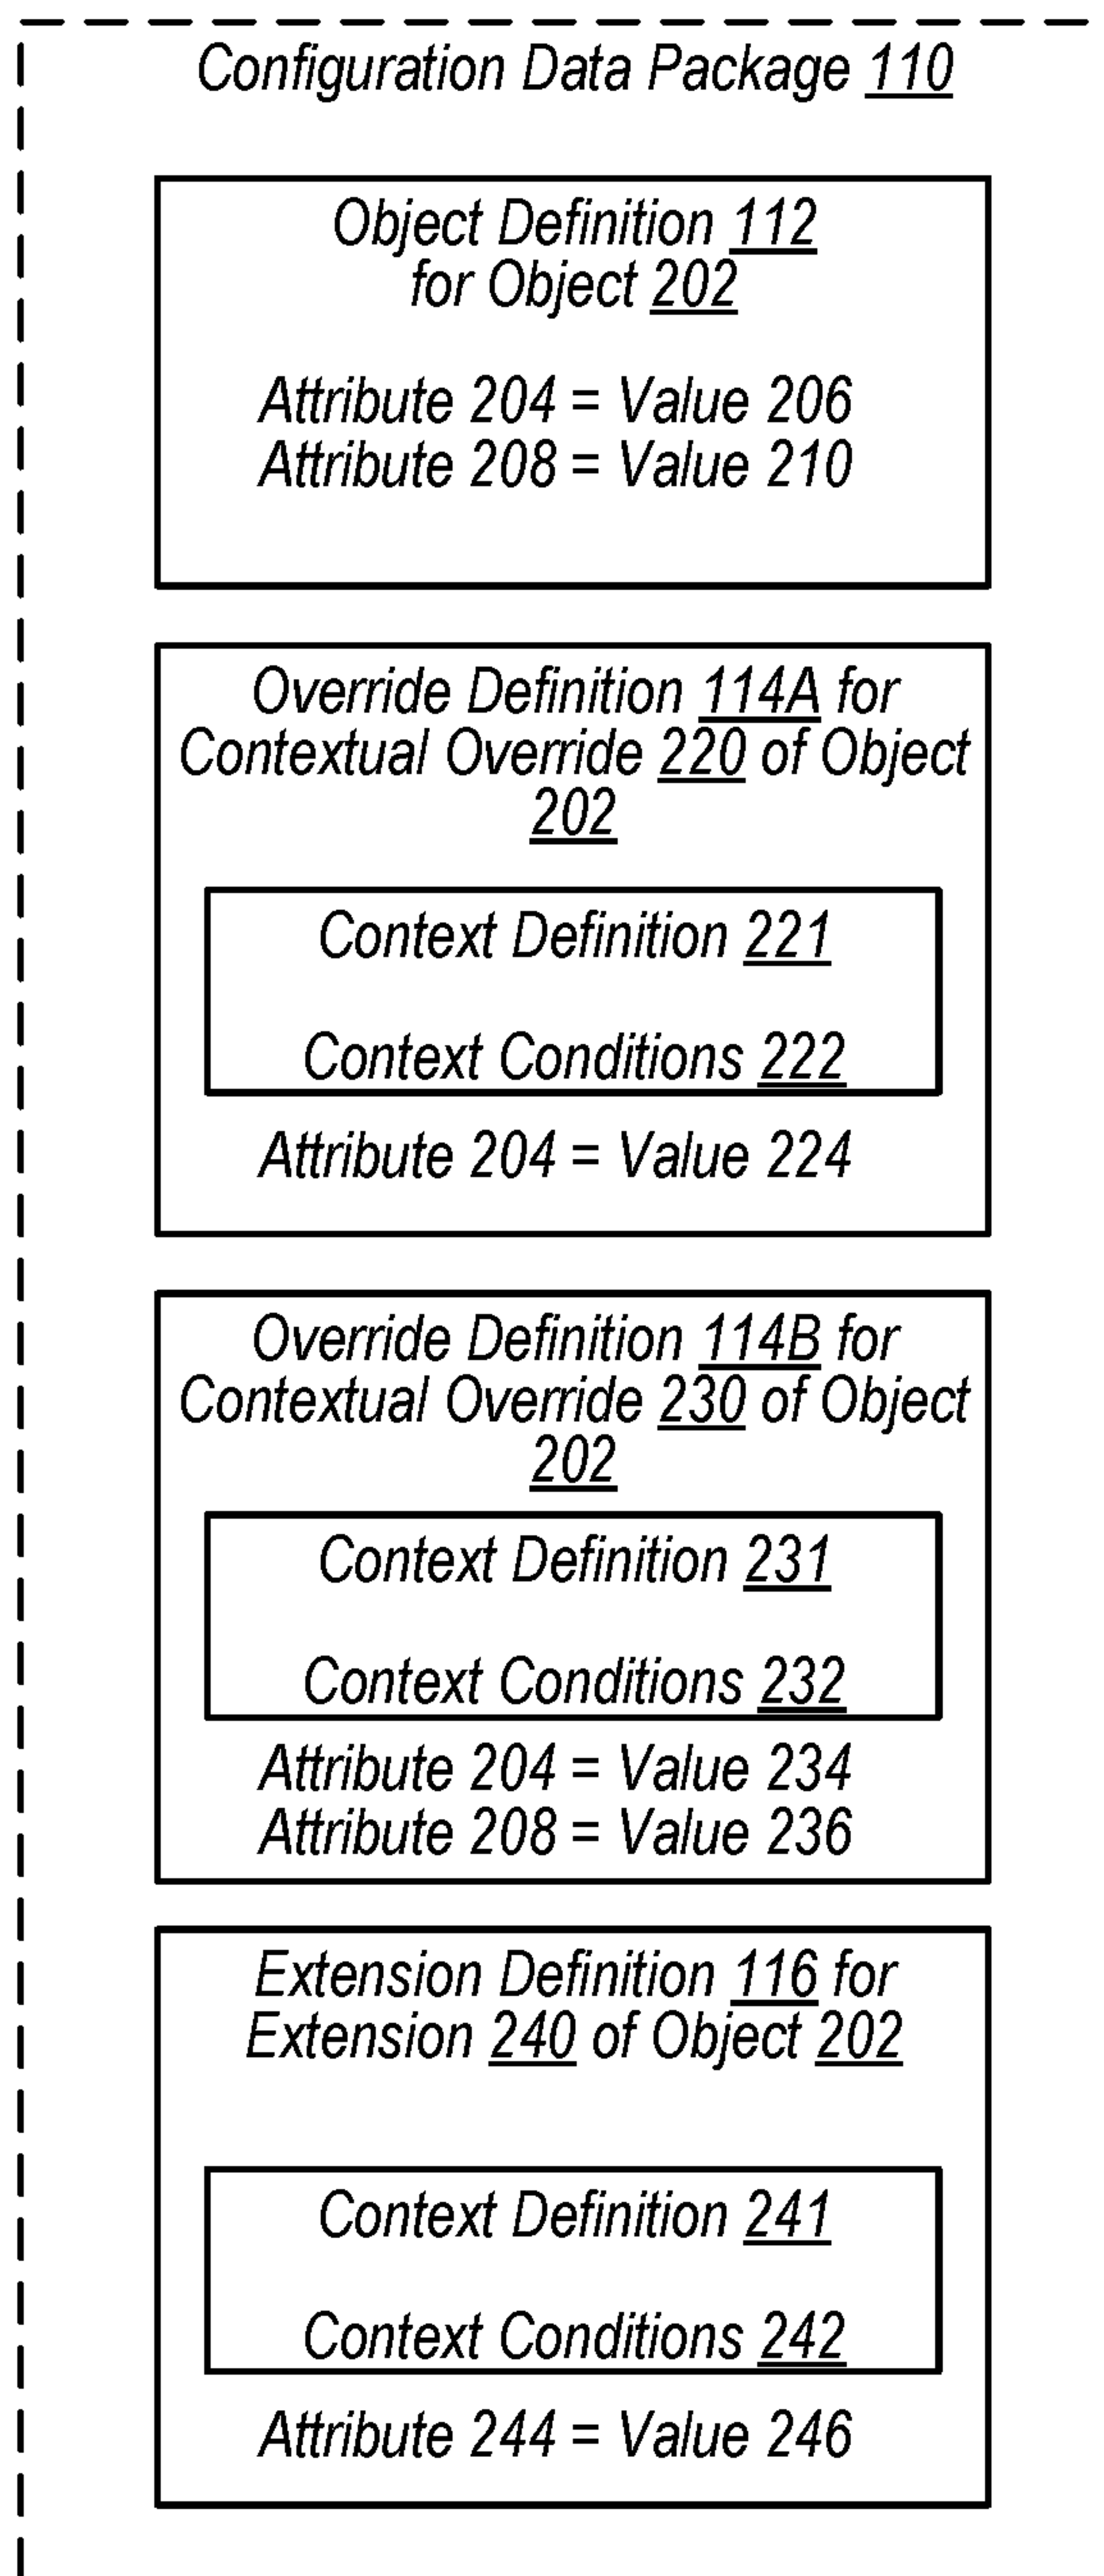 Configuration Data Package 110
Object Definition 112
for Object 202
Attribute 204 = Value 206
Attribute 208 = Value 210
Override Definition 114A for
Contextual Override 220 of Object
202
Context Definition 221
Context Conditions 222
Attribute 204 = Value 224
Override Definition 114B for
Contextual Override 230 of Object
202
Context Definition 231
Context Conditions 232
Attribute 204 = Value 234
Attribute 208 = Value 236
Extension Definition 116 for
Extension 240 of Object 202
Context Definition 241
Context Conditions 242
Attribute 244 = Value 246